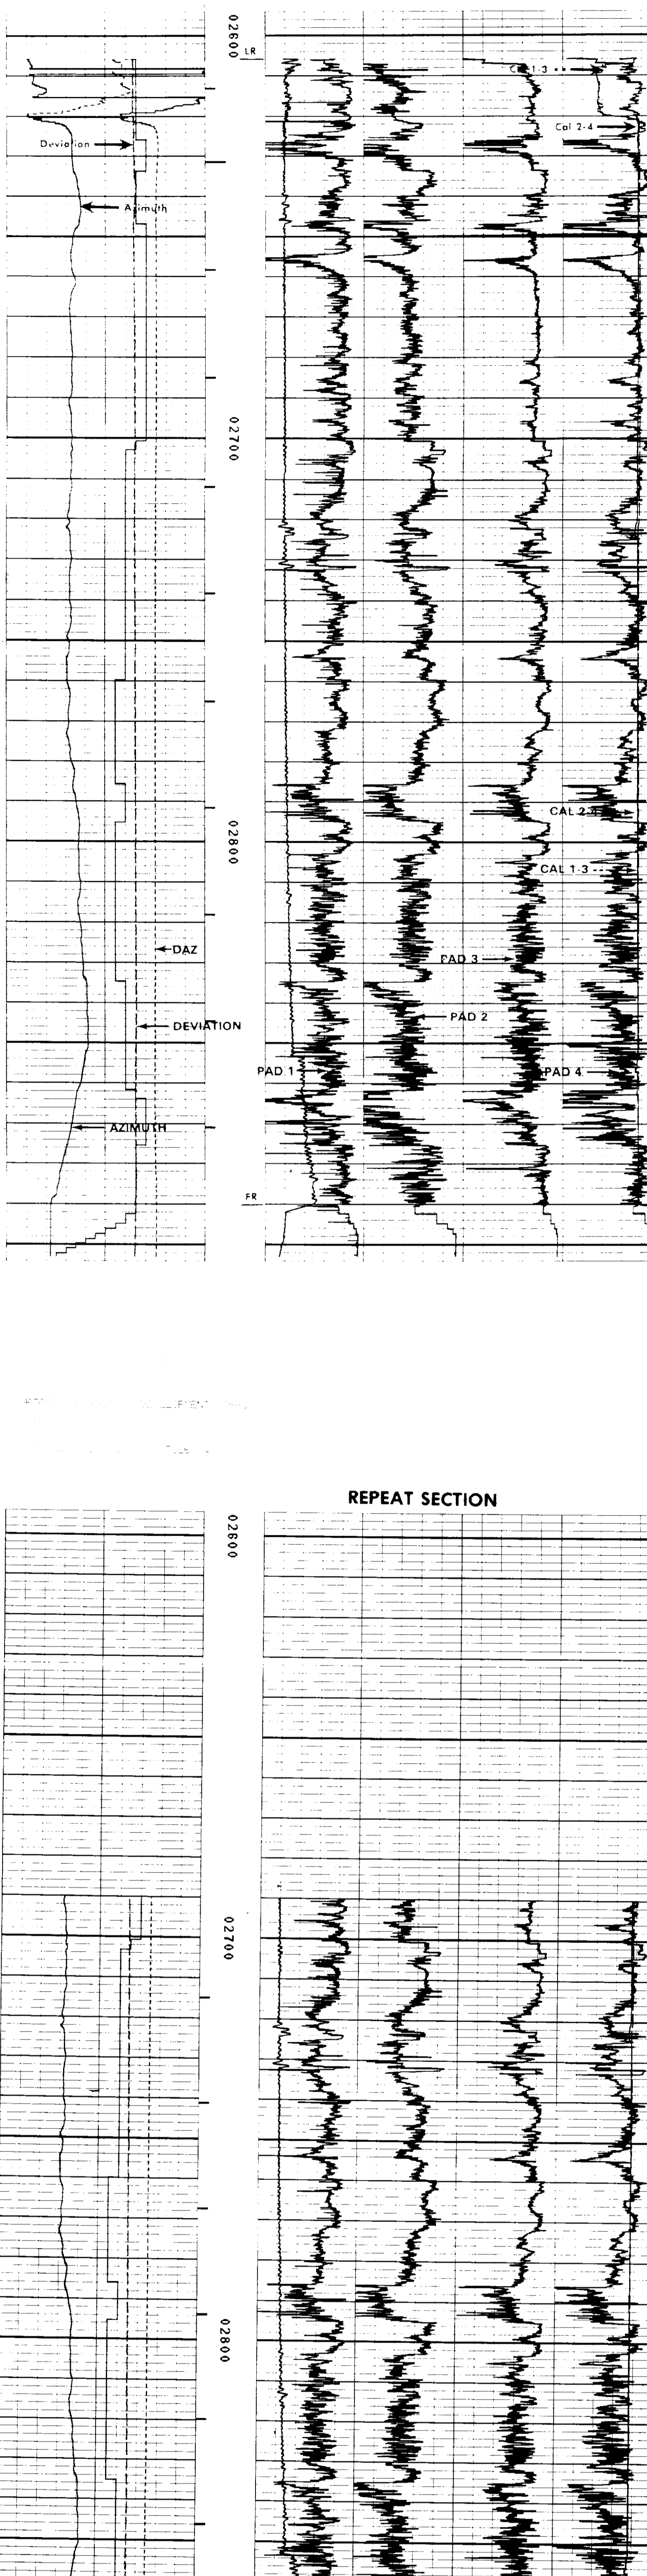 02600
LR
Cal 1-3
Cal 2-4
Deviation
Azimuth
02700
02800
CAL 2-4
CAL 1-3
DAZ
PAD 3
PAD 2
DEVIATION
PAD 1
PAD 4
AZIMUTH
FR
REPEAT SECTION
02600
02700
02800